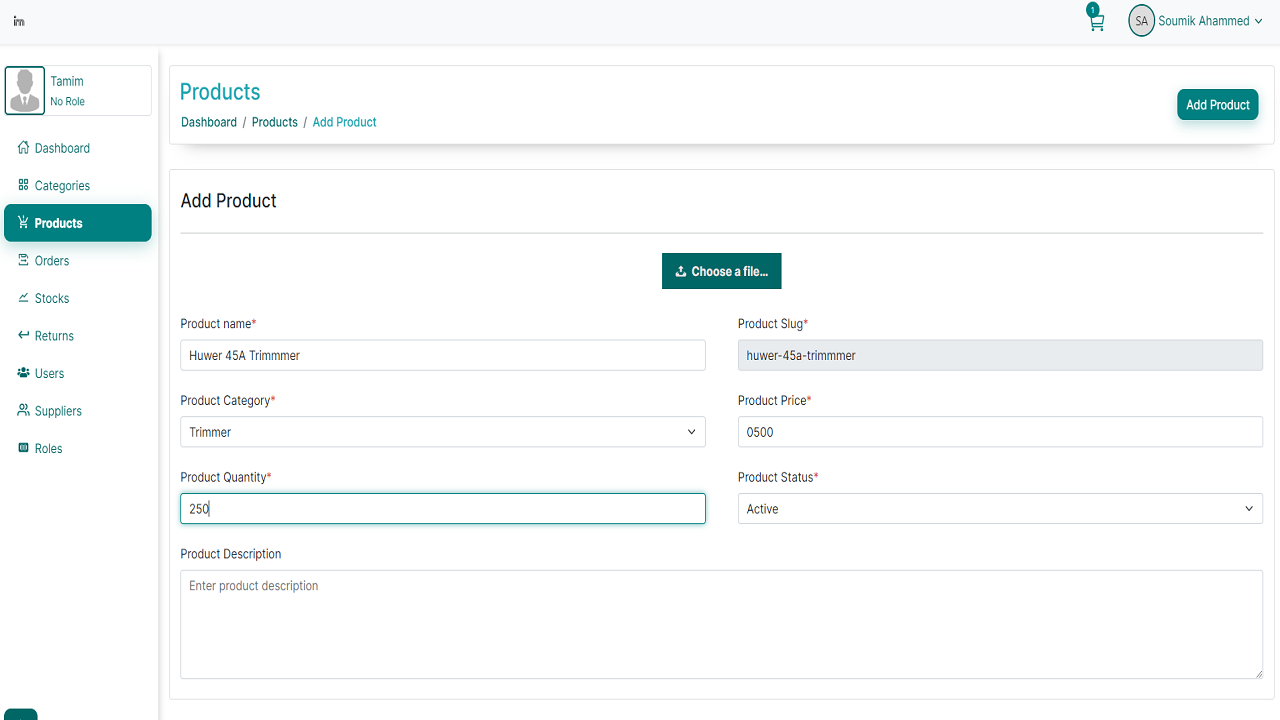 im
1
SA Soumik Ahammed
Tamim
No Role
Dashboard
Categories
Products
Orders
Stocks
Returns
Users
Suppliers
Roles
Products
Dashboard / Products / Add Product
Add Product
Add Product
Choose a file...
Product name*
Huwer 45A Trimmmer
Product Slug*
huwer-45a-trimmmer
Product Category*
Trimmer
Product Price*
0500
Product Quantity*
250
Product Status*
Active
Product Description
Enter product description